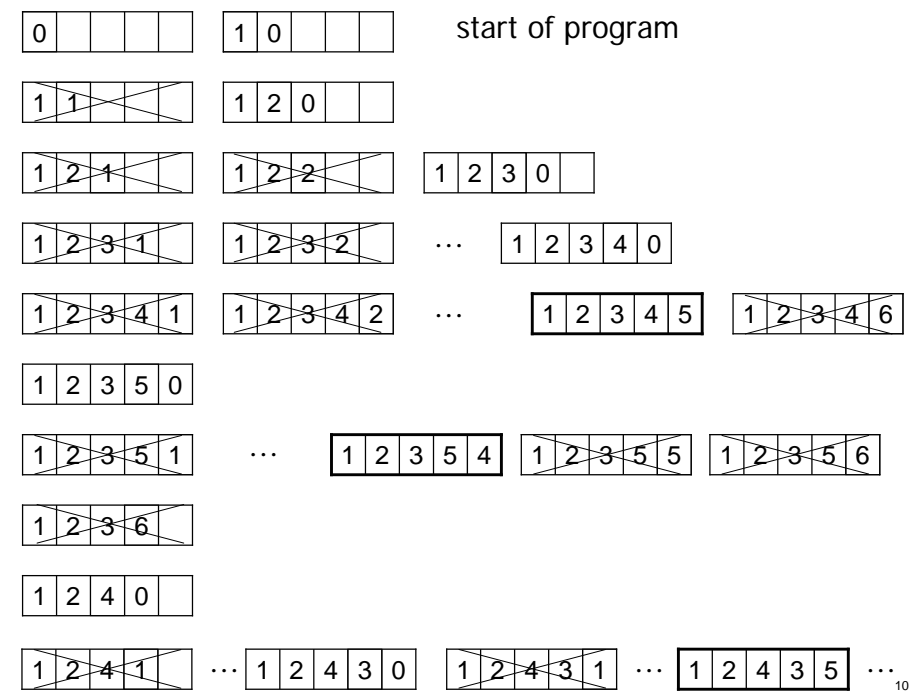 0 1 0 start of program
1 1 1 2 0
1 2 1 1 2 2 1 2 3 0
1 2 3 1 1 2 3 2 ... 1 2 3 4 0
1 2 3 4 1 1 2 3 4 2 ... 1 2 3 4 5 1 2 3 4 6
1 2 3 5 0
1 2 3 5 1 ... 1 2 3 5 4 1 2 3 5 5 1 2 3 5 6
1 2 3 6
1 2 4 0
1 2 4 1 ... 1 2 4 3 0 1 2 4 3 1 ... 1 2 4 3 5 ...
10